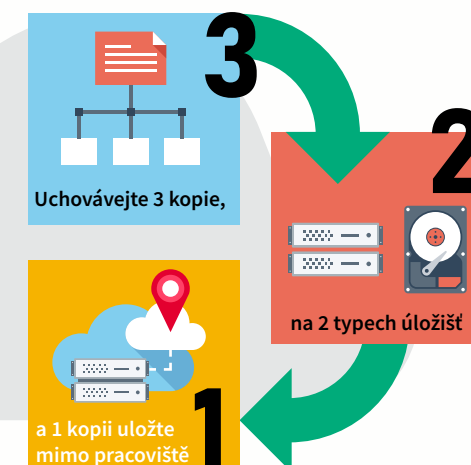 3
Uchovávejte 3 kopie,
2
na 2 typech úložišť
1
a 1 kopii uložte
mimo pracoviště